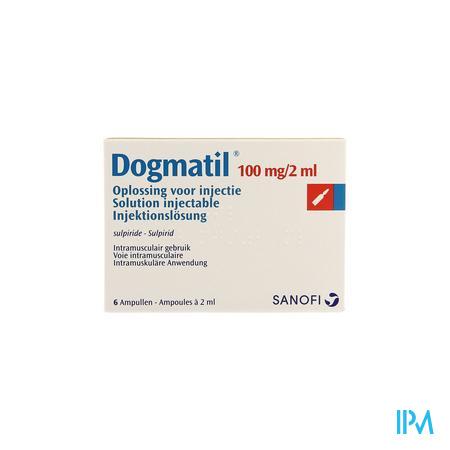 Dogmatil® 100 mg/2 ml
Oplossing voor injectie
Solution injectable
Injektionslösung
sulpiride - Sulpirid
Intramusculair gebruik
Voie intramusculaire
Intramuskuläre Anwendung
6 Ampullen - Ampoules à 2 ml
SANOFI
IPM